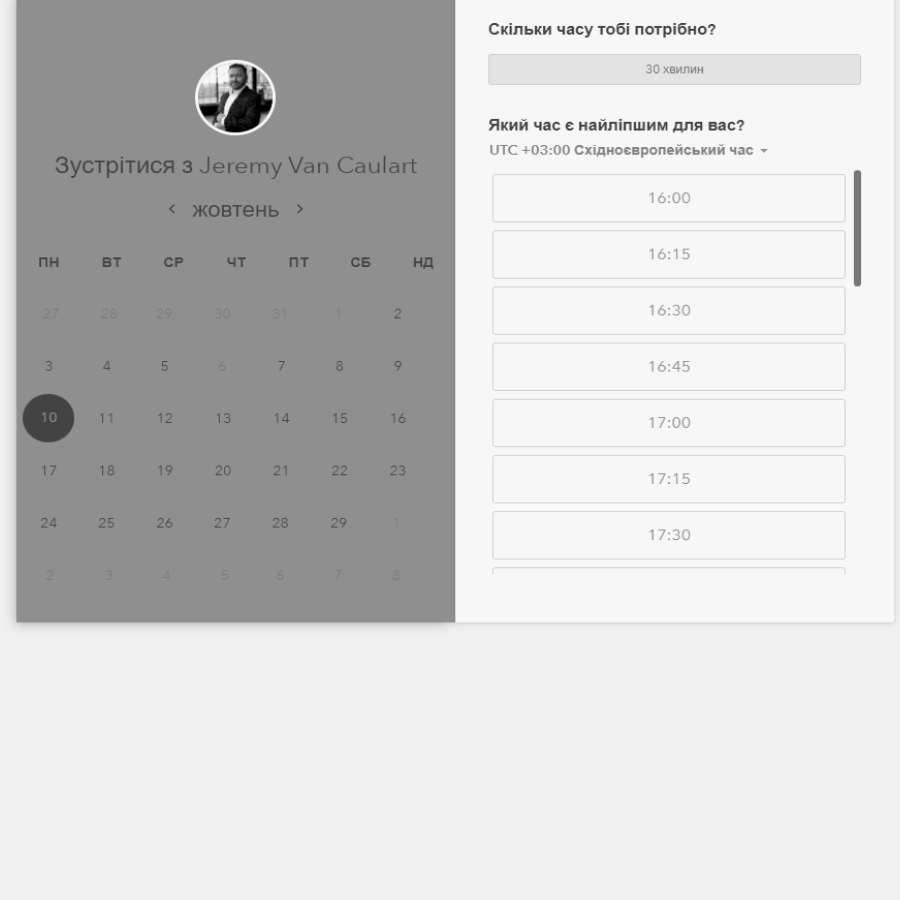 Зустрітися з Jeremy Van Caulart
жовтень
ПН ВТ СР ЧТ ПТ СБ НД
27 28 29 30 31 1 2
3 4 5 6 7 8 9
10 11 12 13 14 15 16
17 18 19 20 21 22 23
24 25 26 27 28 29 1
2 3 4 5 6 7 8
Скільки часу тобі потрібно?
30 хвилин
Який час є найліпшим для вас?
UTC +03:00 Східноєвропейський час
16:00
16:15
16:30
16:45
17:00
17:15
17:30